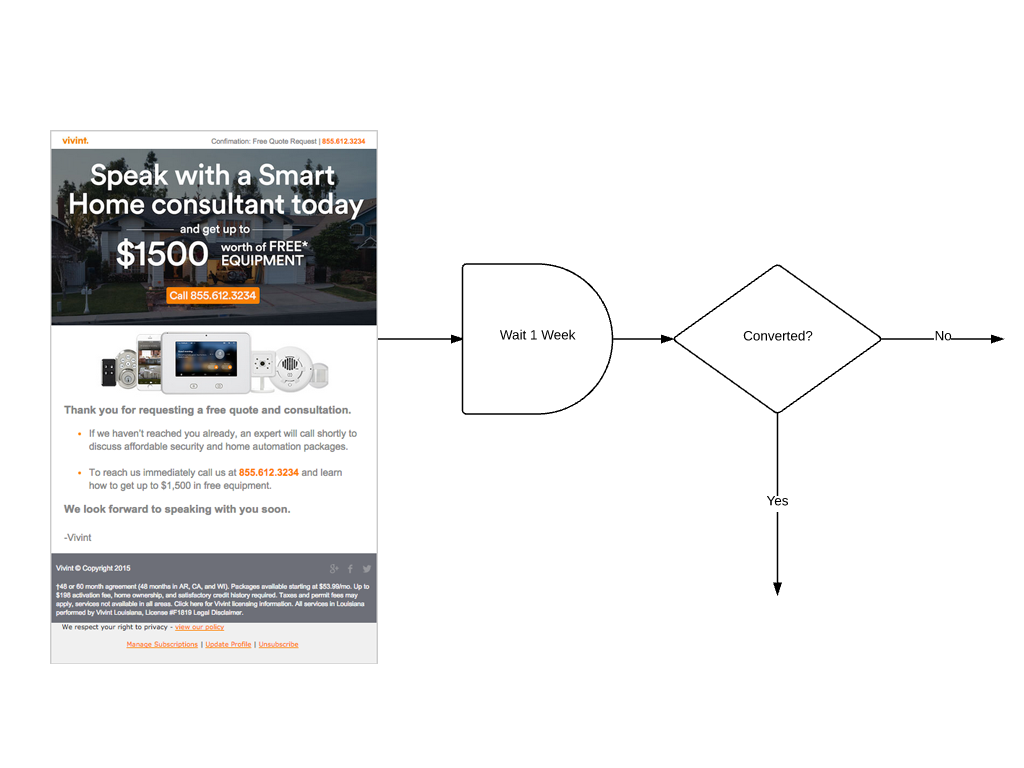 vivint.
Confimation: Free Quote Request | 855.612.3234
Speak with a Smart
Home consultant today
and get up to
$1500 worth of FREE*
EQUIPMENT
Call 855.612.3234
Thank you for requesting a free quote and consultation.
• If we haven't reached you already, an expert will call shortly to
discuss affordable security and home automation packages.
• To reach us immediately call us at 855.612.3234 and learn
how to get up to $1,500 in free equipment.
We look forward to speaking with you soon.
-Vivint
Vivint © Copyright 2015
†48 or 60 month agreement (48 months in AR, CA, and WI). Packages available starting at $53.99/mo. Up to
$198 activation fee, home ownership, and satisfactory credit history required. Taxes and permit fees may
apply, services not available in all areas. Click here for Vivint licensing information. All services in Louisiana
performed by Vivint Louisiana, License #F1819 Legal Disclaimer.
We respect your right to privacy - view our policy
Manage Subscriptions | Update Profile | Unsubscribe
Wait 1 Week
Converted?
No
Yes